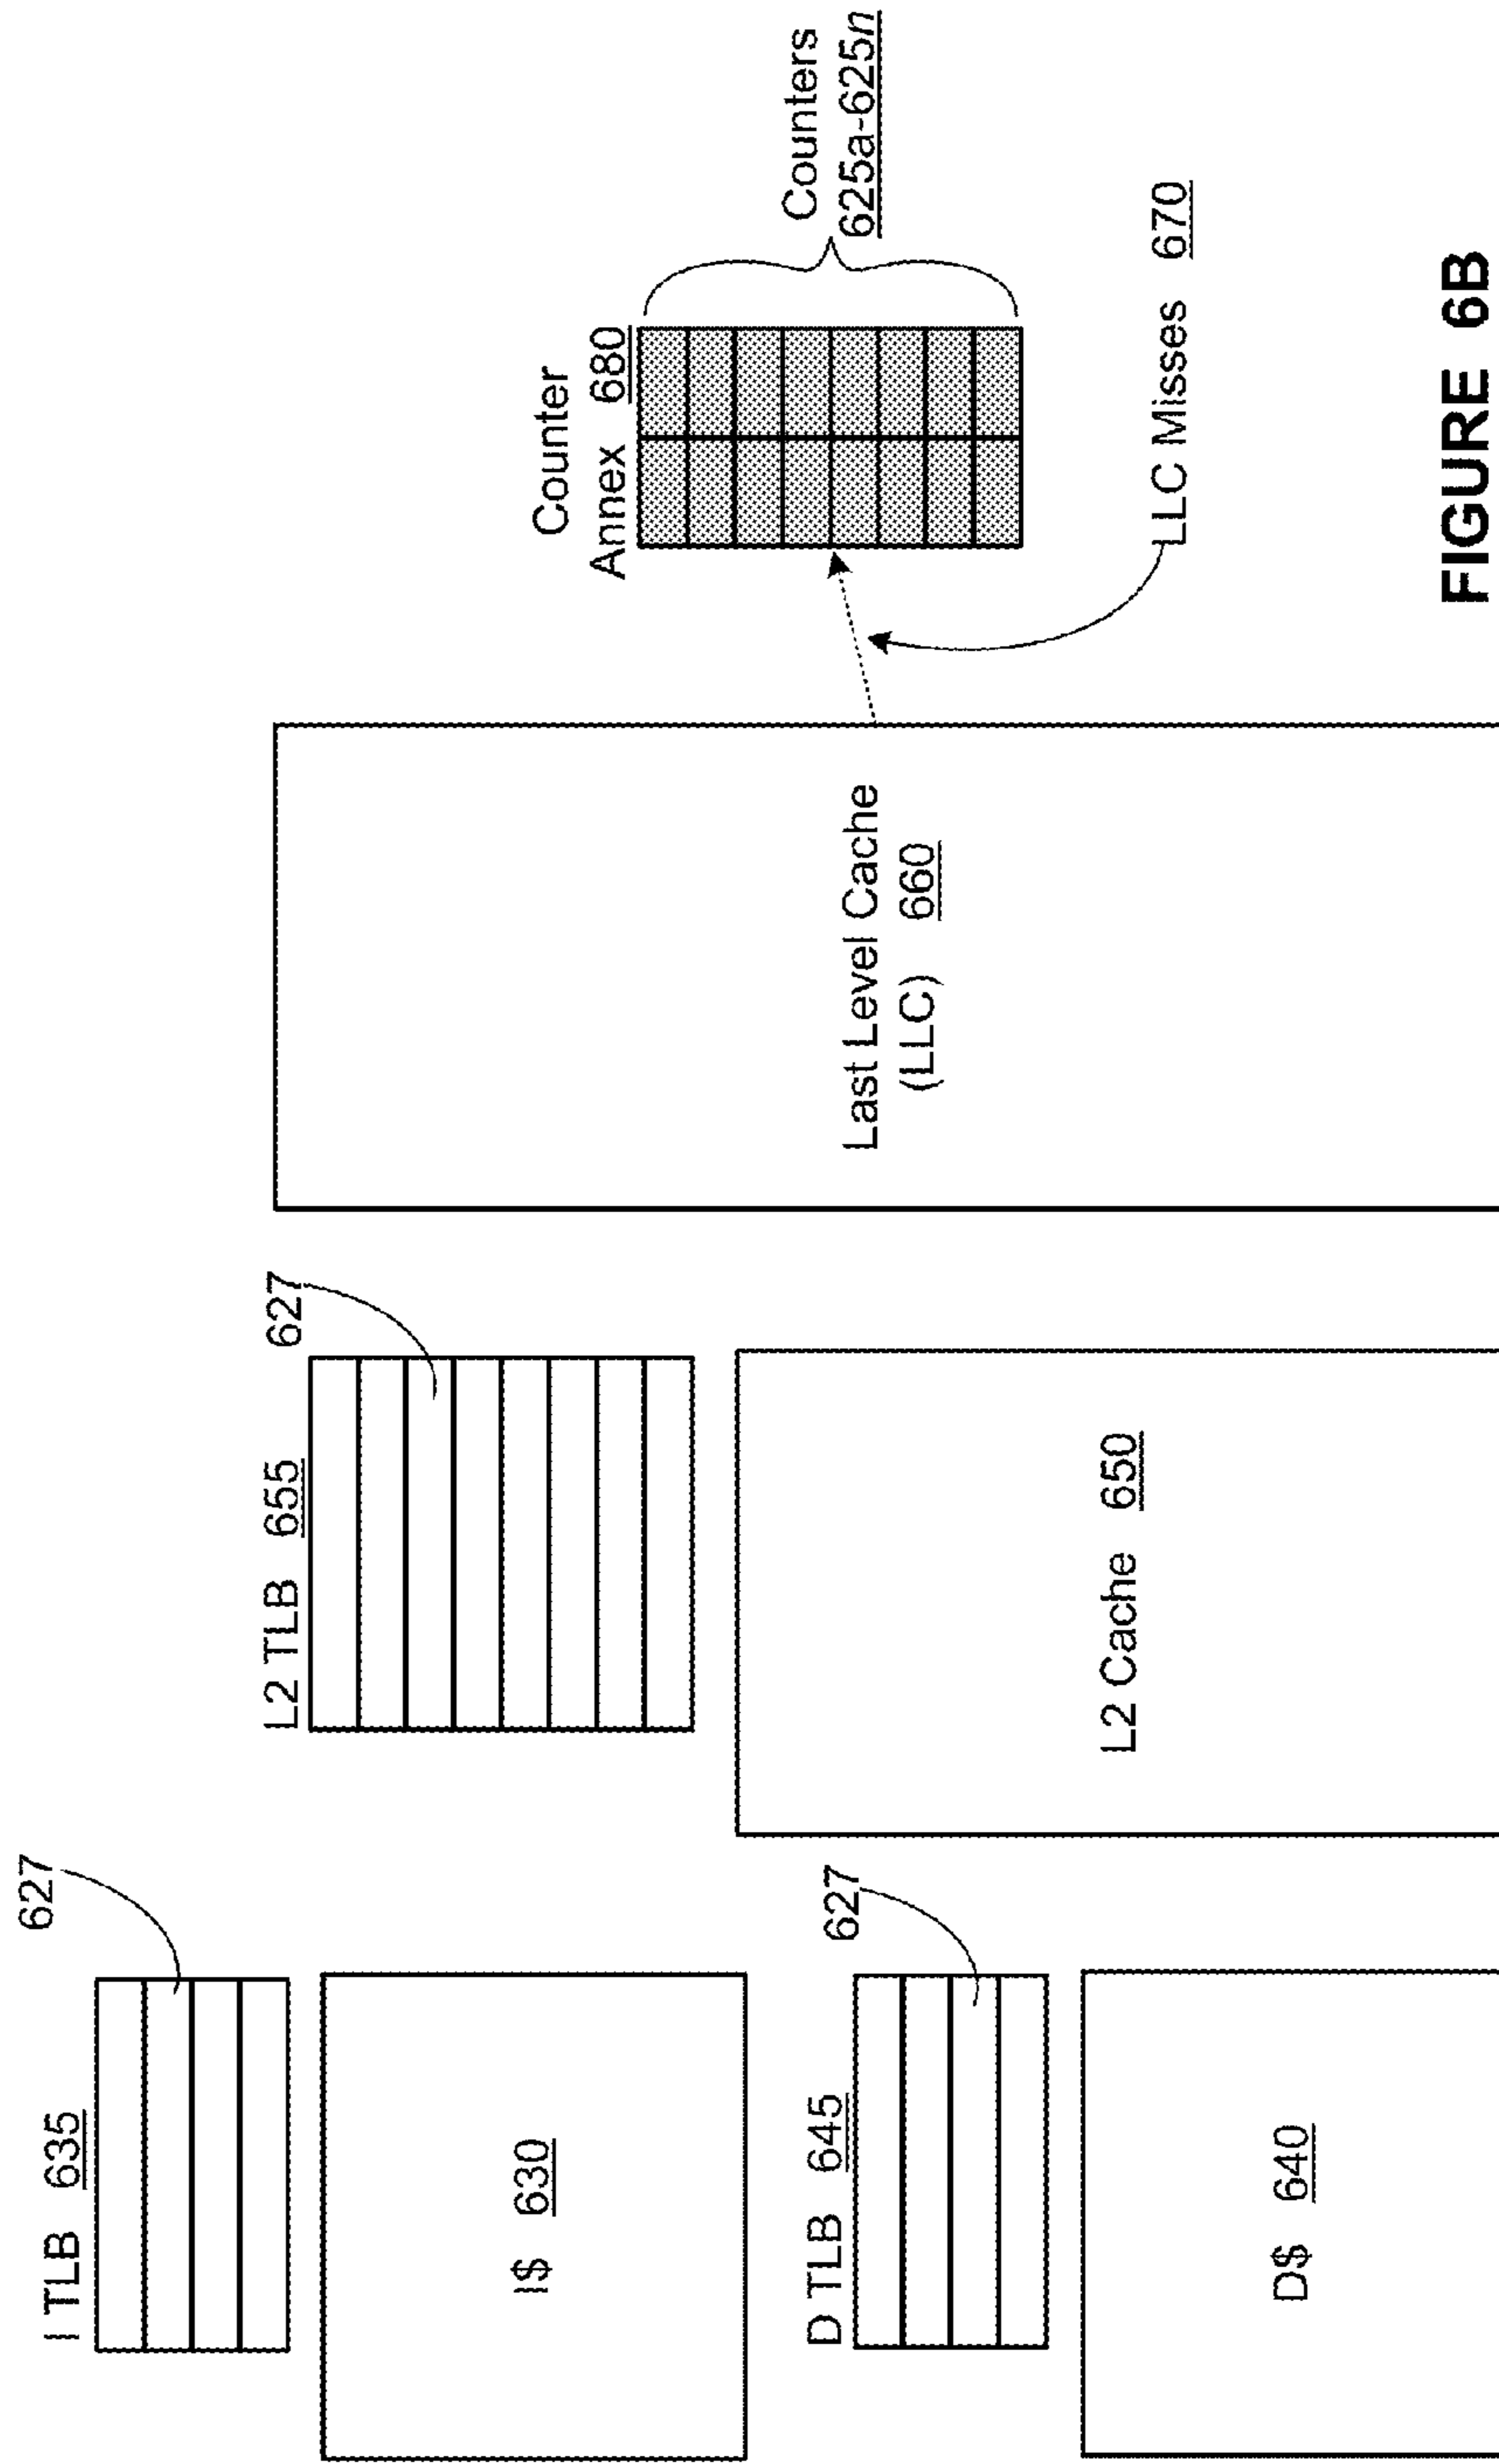 I TLB 635
627
I$ 630
D TLB 645
627
D$ 640
L2 TLB 655
627
L2 Cache 650
Last Level Cache
(LLC) 660
Counter
Annex 680
Counters
625a-625n
LLC Misses 670
FIGURE 6B